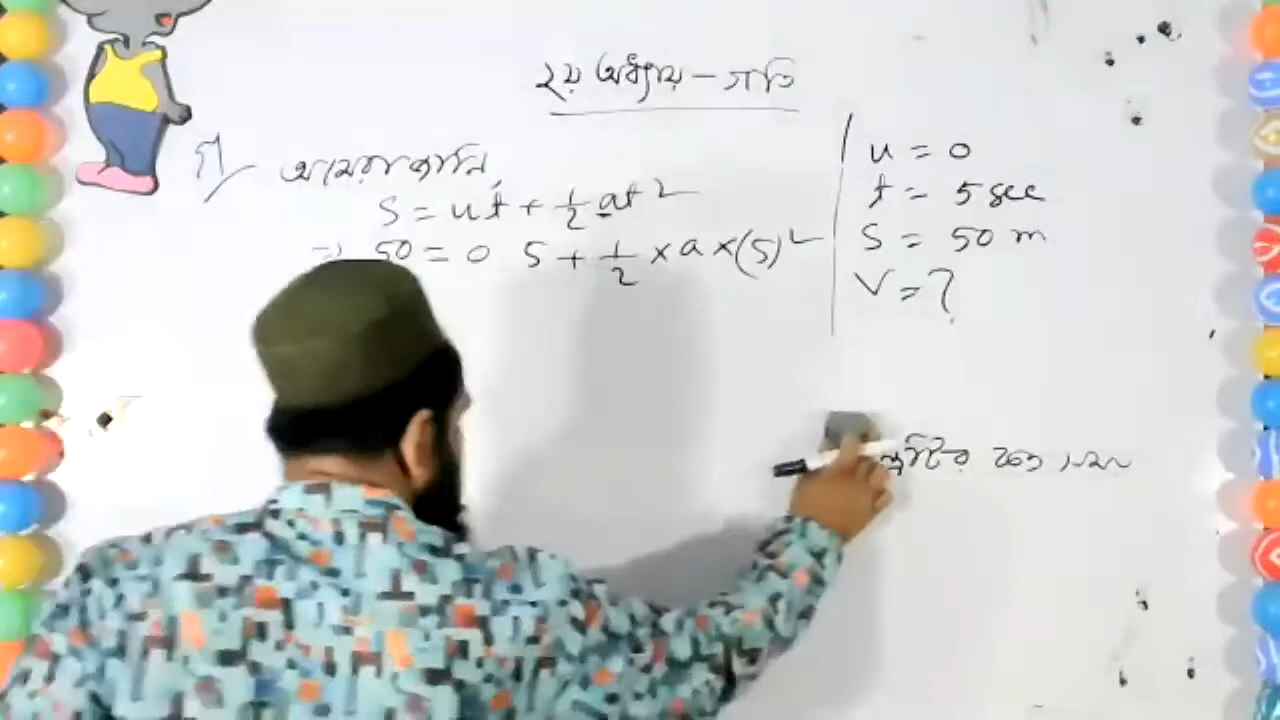 ২য় অধ্যায় – গতি
গ/ আমরা জানি,
S = ut + 1/2 at²
⇒ 50 = 0 5 + 1/2 × a × (5)²
u = 0
t = 5 sec
S = 50 m
V = ?